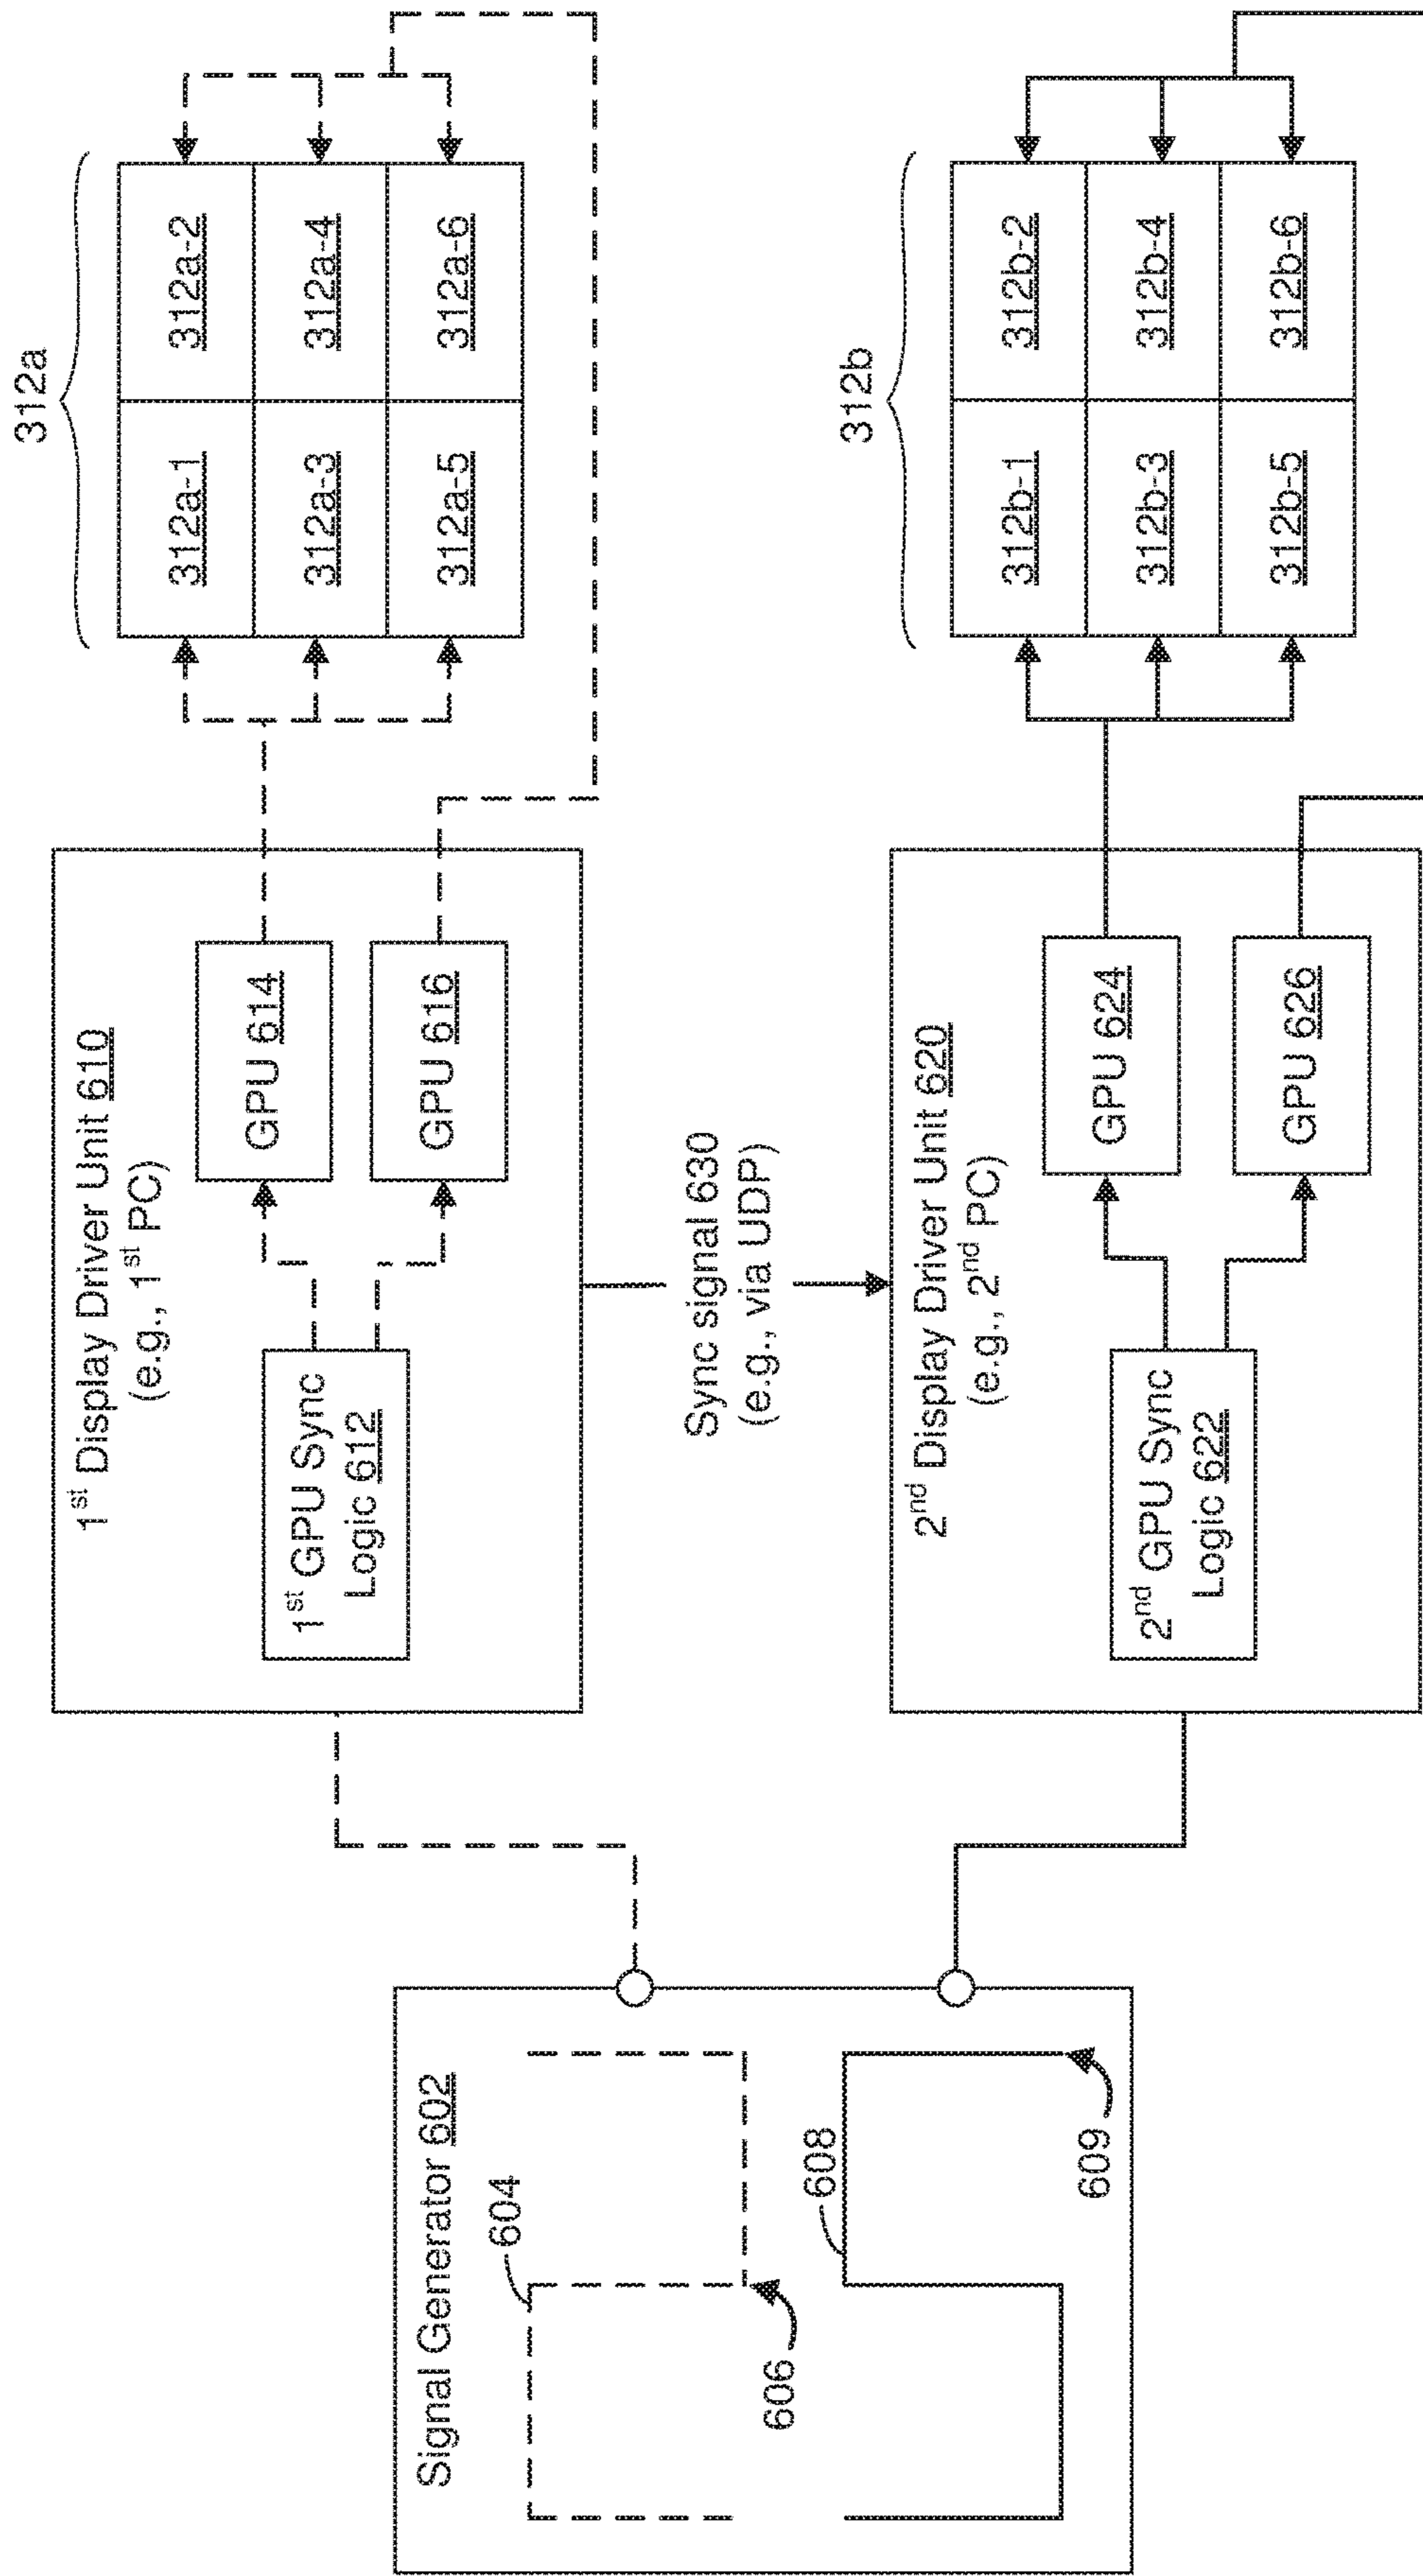 Signal Generator 602
604
606
608
609
1st Display Driver Unit 610
(e.g., 1st PC)
1st GPU Sync
Logic 612
GPU 614
GPU 616
Sync signal 630
(e.g., via UDP)
2nd Display Driver Unit 620
(e.g., 2nd PC)
2nd GPU Sync
Logic 622
GPU 624
GPU 626
312a
312a-1
312a-2
312a-3
312a-4
312a-5
312a-6
312b
312b-1
312b-2
312b-3
312b-4
312b-5
312b-6